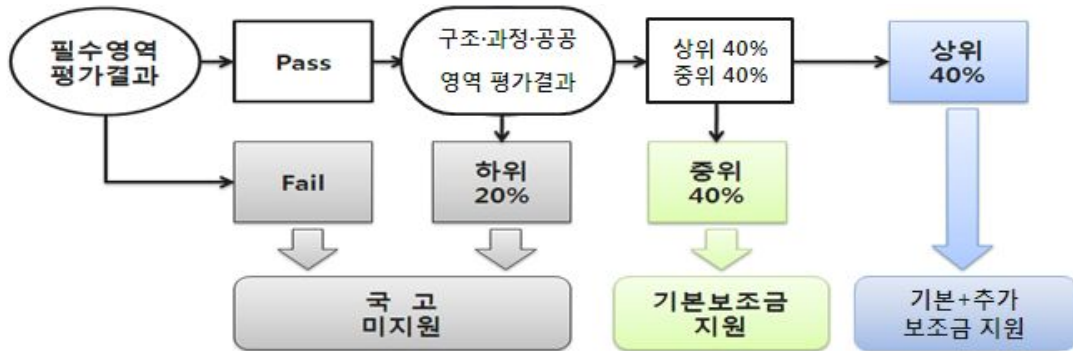 필수영역
평가결과
Pass
구조·과정·공공
영역 평가결과
상위 40%
중위 40%
상위
40%
Fail
하위
20%
중위
40%
국 고
미지원
기본보조금
지원
기본+추가
보조금 지원